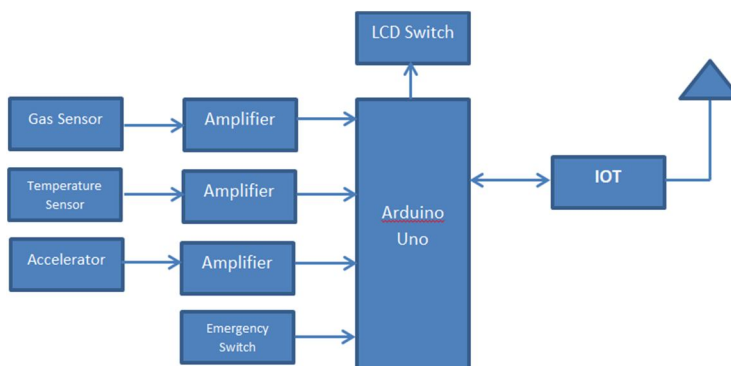 LCD Switch
Gas Sensor
Amplifier
Temperature
Sensor
Amplifier
Accelerator
Amplifier
Emergency
Switch
Arduino
Uno
IOT